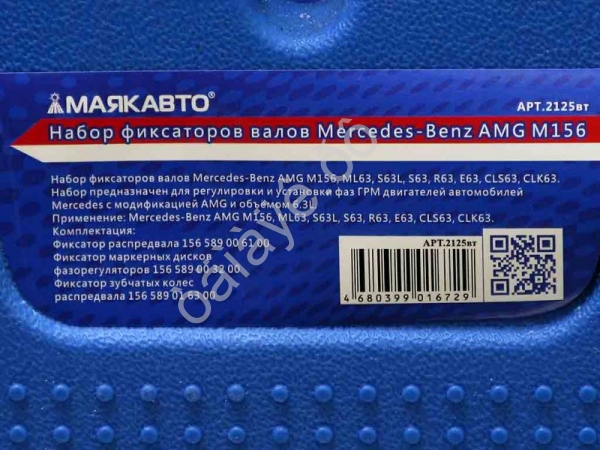 МАЯКАВТО®
АРТ.2125вт
Набор фиксаторов валов Mercedes-Benz AMG M156
Набор фиксаторов валов Mercedes-Benz AMG M156, ML63, S63L, S63, R63, E63, CLS63, CLK63.
Набор предназначен для регулировки и установки фаз ГРМ двигателей автомобилей
Mercedes с модификацией AMG и объемом 6.3L.
Применение: Mercedes-Benz AMG M156, ML63, S63L, S63, R63, E63, CLS63, CLK63.
Комплектация:
Фиксатор распредвала 156 589 00 61 00
Фиксатор маркерных дисков
фазорегуляторов 156 589 00 32 00
Фиксатор зубчатых колес
распредвала 156 589 01 63 00
АРТ.2125вт
4 680399 016729